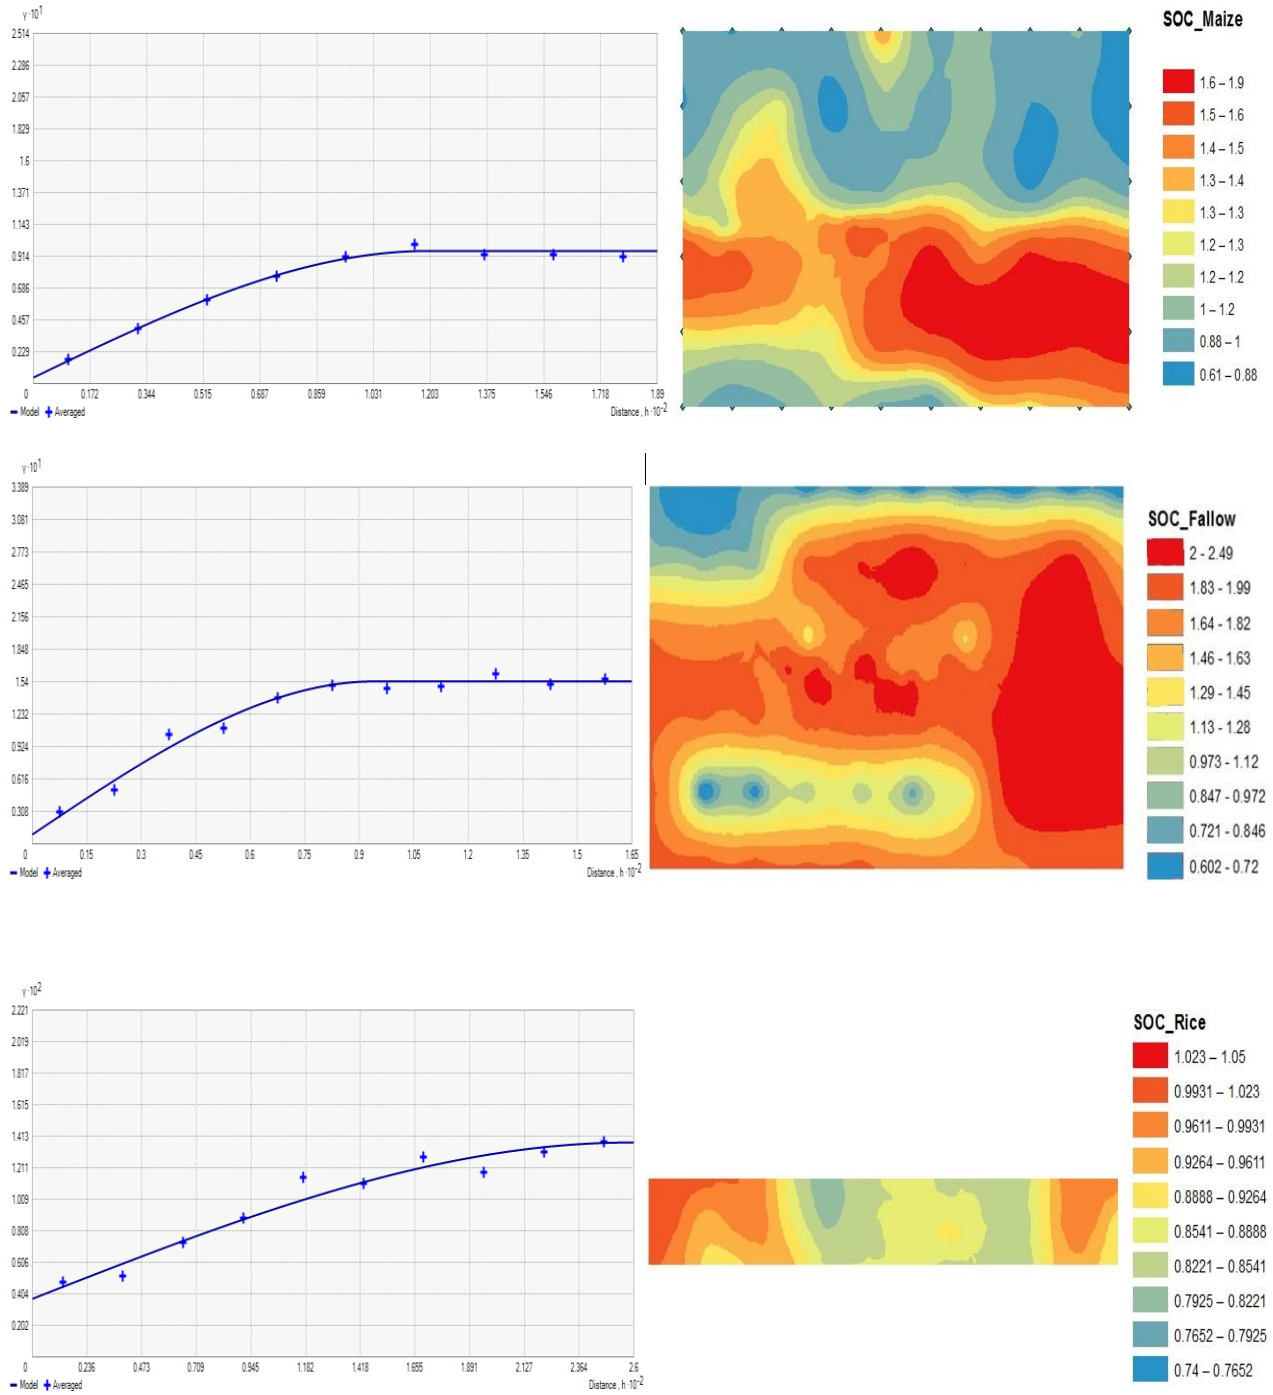 γ·10¹
2.514
2.286
2.057
1.829
1.6
1.371
1.143
0.914
0.686
0.457
0.229
0 0.172 0.344 0.515 0.687 0.859 1.031 1.203 1.375 1.546 1.718 1.89
Distance, h·10⁻²
Model Averaged
SOC_Maize
1.6 – 1.9
1.5 – 1.6
1.4 – 1.5
1.3 – 1.4
1.3 – 1.3
1.2 – 1.3
1.2 – 1.2
1 – 1.2
0.88 – 1
0.61 – 0.88
γ·10¹
3.389
3.081
2.773
2.465
2.156
1.848
1.54
1.232
0.924
0.616
0.308
0 0.15 0.3 0.45 0.6 0.75 0.9 1.05 1.2 1.35 1.5 1.65
Distance, h·10⁻²
Model Averaged
SOC_Fallow
2 - 2.49
1.83 - 1.99
1.64 - 1.82
1.46 - 1.63
1.29 - 1.45
1.13 - 1.28
0.973 - 1.12
0.847 - 0.972
0.721 - 0.846
0.602 - 0.72
γ·10²
2.221
2.019
1.817
1.615
1.413
1.211
1.009
0.808
0.606
0.404
0.202
0 0.236 0.473 0.709 0.945 1.182 1.418 1.655 1.891 2.127 2.364 2.6
Distance, h·10⁻²
Model Averaged
SOC_Rice
1.023 – 1.05
0.9931 – 1.023
0.9611 – 0.9931
0.9264 – 0.9611
0.8888 – 0.9264
0.8541 – 0.8888
0.8221 – 0.8541
0.7925 – 0.8221
0.7652 – 0.7925
0.74 – 0.7652